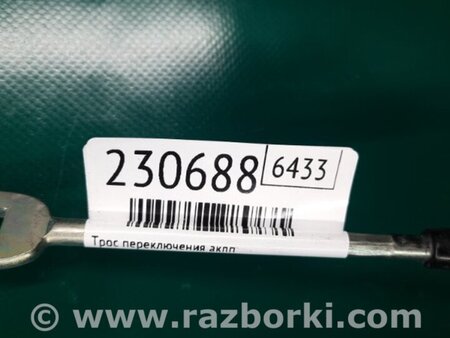 230688 6433
Трос переключения акпп
© www.razborki.com